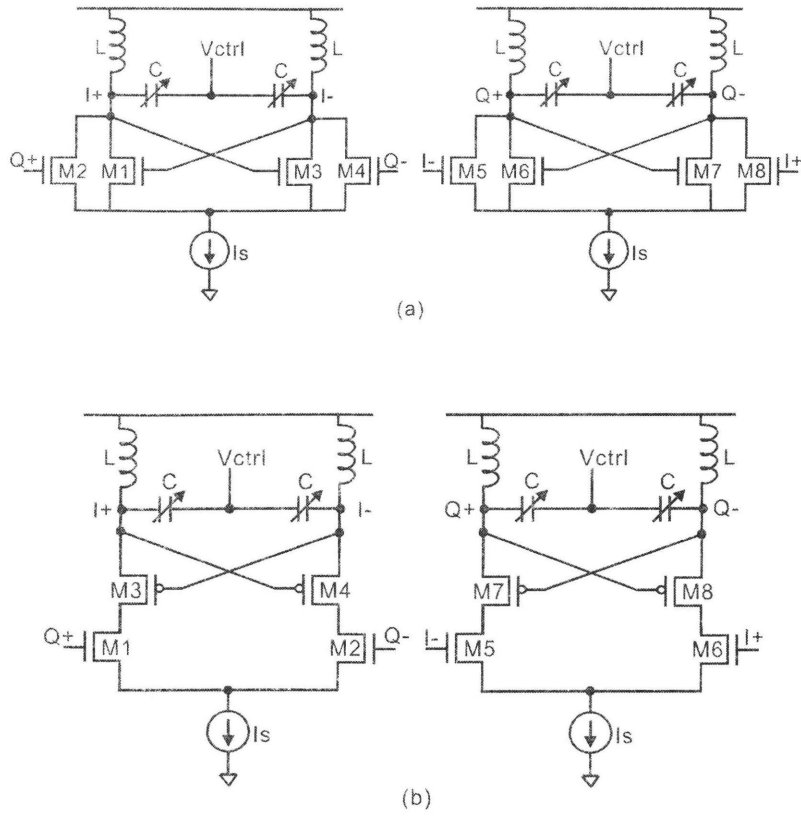 L Vctrl L L Vctrl L
C C C C
I+ I- Q+ Q-
Q+ M2 M1 M3 M4 Q- I- M5 M6 M7 M8 I+
Is Is
(a)
L Vctrl L L Vctrl L
C C C C
I+ I- Q+ Q-
M3 M4 M7 M8
Q+ M1 M2 Q- I- M5 M6 I+
Is Is
(b)